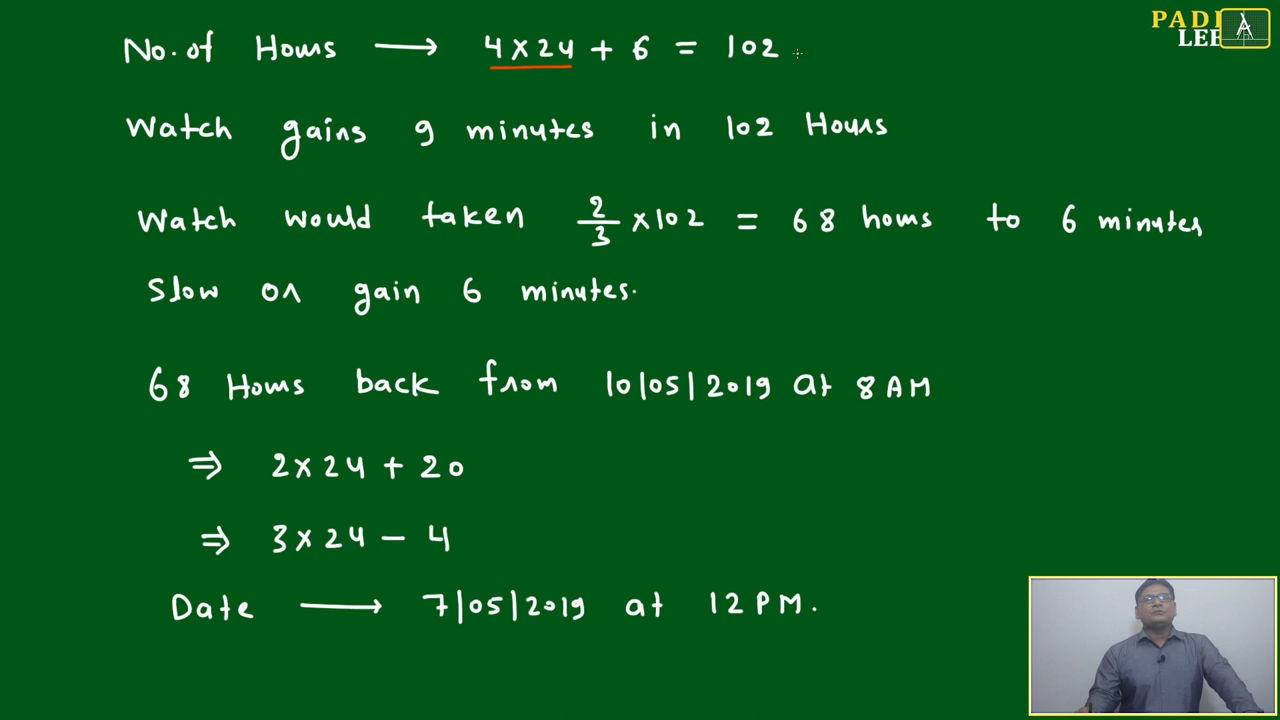 PADI
LEE
No. of Hours → 4 × 24 + 6 = 102
Watch gains 9 minutes in 102 Hours
Watch would taken 2/3 × 102 = 68 hours to 6 minutes
Slow or gain 6 minutes.
68 Hours back from 10/05/2019 at 8 AM
⇒ 2 × 24 + 20
⇒ 3 × 24 - 4
Date → 7/05/2019 at 12 PM.